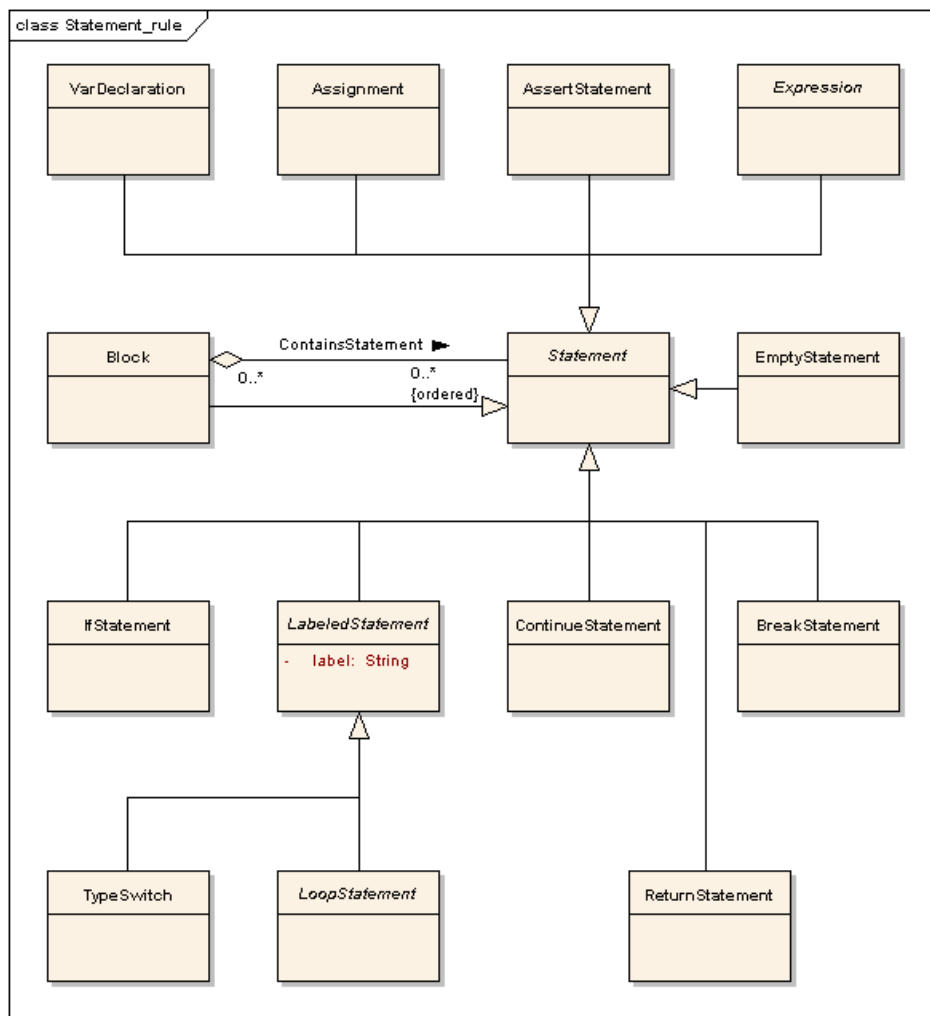 class Statement_rule
VarDeclaration
Assignment
AssertStatement
Expression
Block
ContainsStatement ►
0..*
0..*
{ordered}
Statement
EmptyStatement
IfStatement
LabeledStatement
- label: String
ContinueStatement
BreakStatement
TypeSwitch
LoopStatement
ReturnStatement